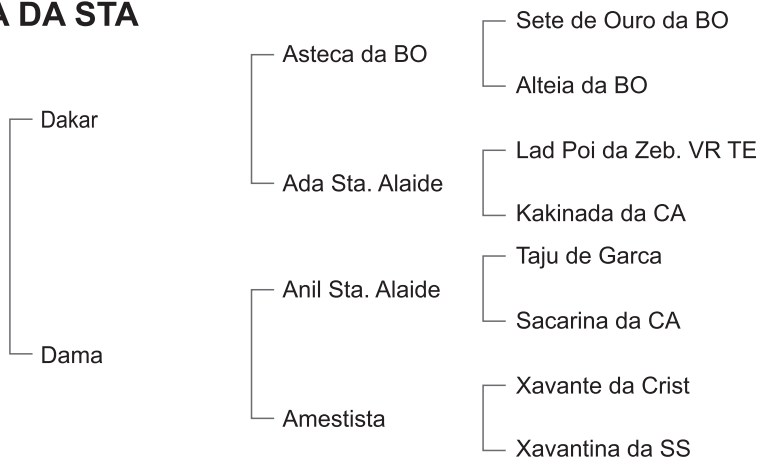 A DA STA
Sete de Ouro da BO
Asteca da BO
Alteia da BO
Dakar
Lad Poi da Zeb. VR TE
Ada Sta. Alaide
Kakinada da CA
Taju de Garca
Anil Sta. Alaide
Sacarina da CA
Dama
Xavante da Crist
Amestista
Xavantina da SS